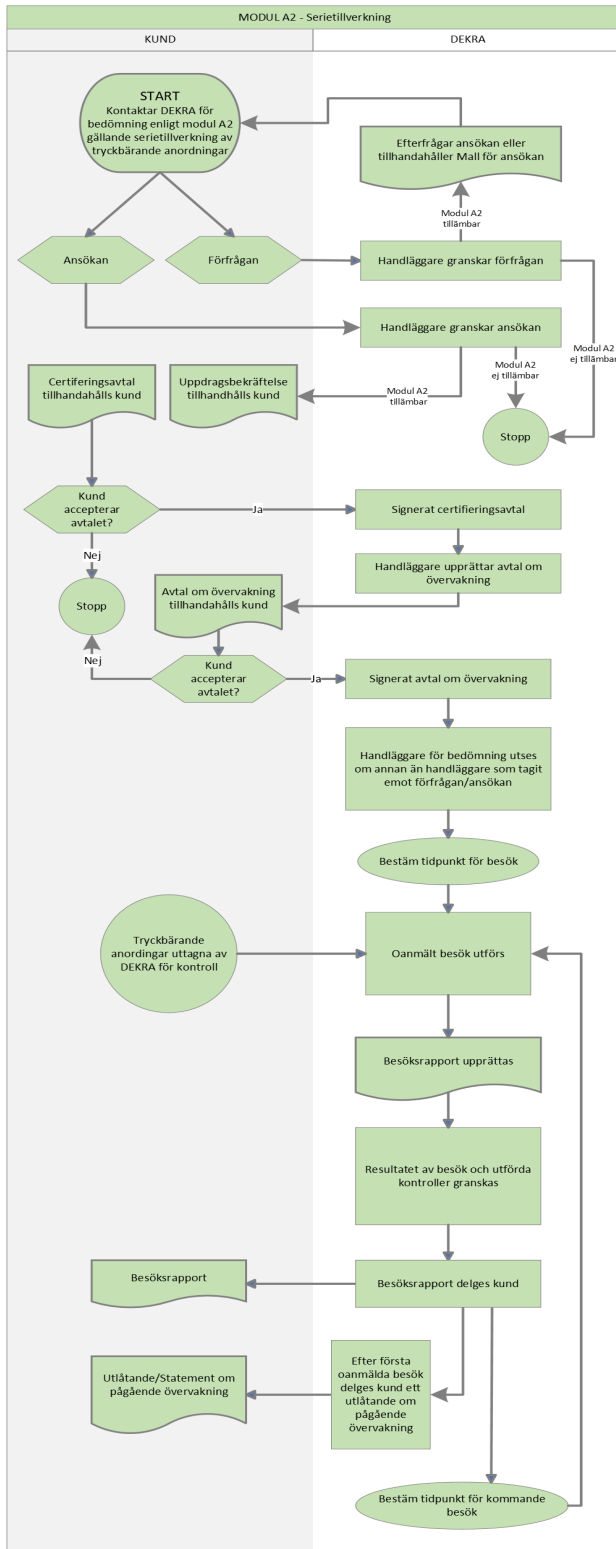 MODUL A2 - Serietillverkning
KUND
DEKRA
START
Kontaktar DEKRA för
bedömning enligt modul A2
gällande serietillverkning av
tryckbärande anordningar
Efterfrågar ansökan eller
tillhandahåller Mall för ansökan
Modul A2
tillämbar
Ansökan
Förfrågan
Handläggare granskar förfrågan
Handläggare granskar ansökan
Modul A2
ej tillämbar
Modul A2
ej tillämbar
Certiferingsavtal
tillhandahålls kund
Uppdragsbekräftelse
tillhandhålls kund
Modul A2
tillämbar
Stopp
Kund
accepterar
avtalet?
Ja
Signerat certifieringsavtal
Nej
Handläggare upprättar avtal om
övervakning
Stopp
Avtal om övervakning
tillhandahålls kund
Nej
Kund
accepterar
avtalet?
Ja
Signerat avtal om övervakning
Handläggare för bedömning utses
om annan än handläggare som tagit
emot förfrågan/ansökan
Bestäm tidpunkt för besök
Tryckbärande
anordingar uttagna av
DEKRA för kontroll
Oanmält besök utförs
Besöksrapport upprättas
Resultatet av besök och utförda
kontroller granskas
Besöksrapport
Besöksrapport delges kund
Utlåtande/Statement om
pågående övervakning
Efter första
oanmälda besök
delges kund ett
utlåtande om
pågående
övervakning
Bestäm tidpunkt för kommande
besök